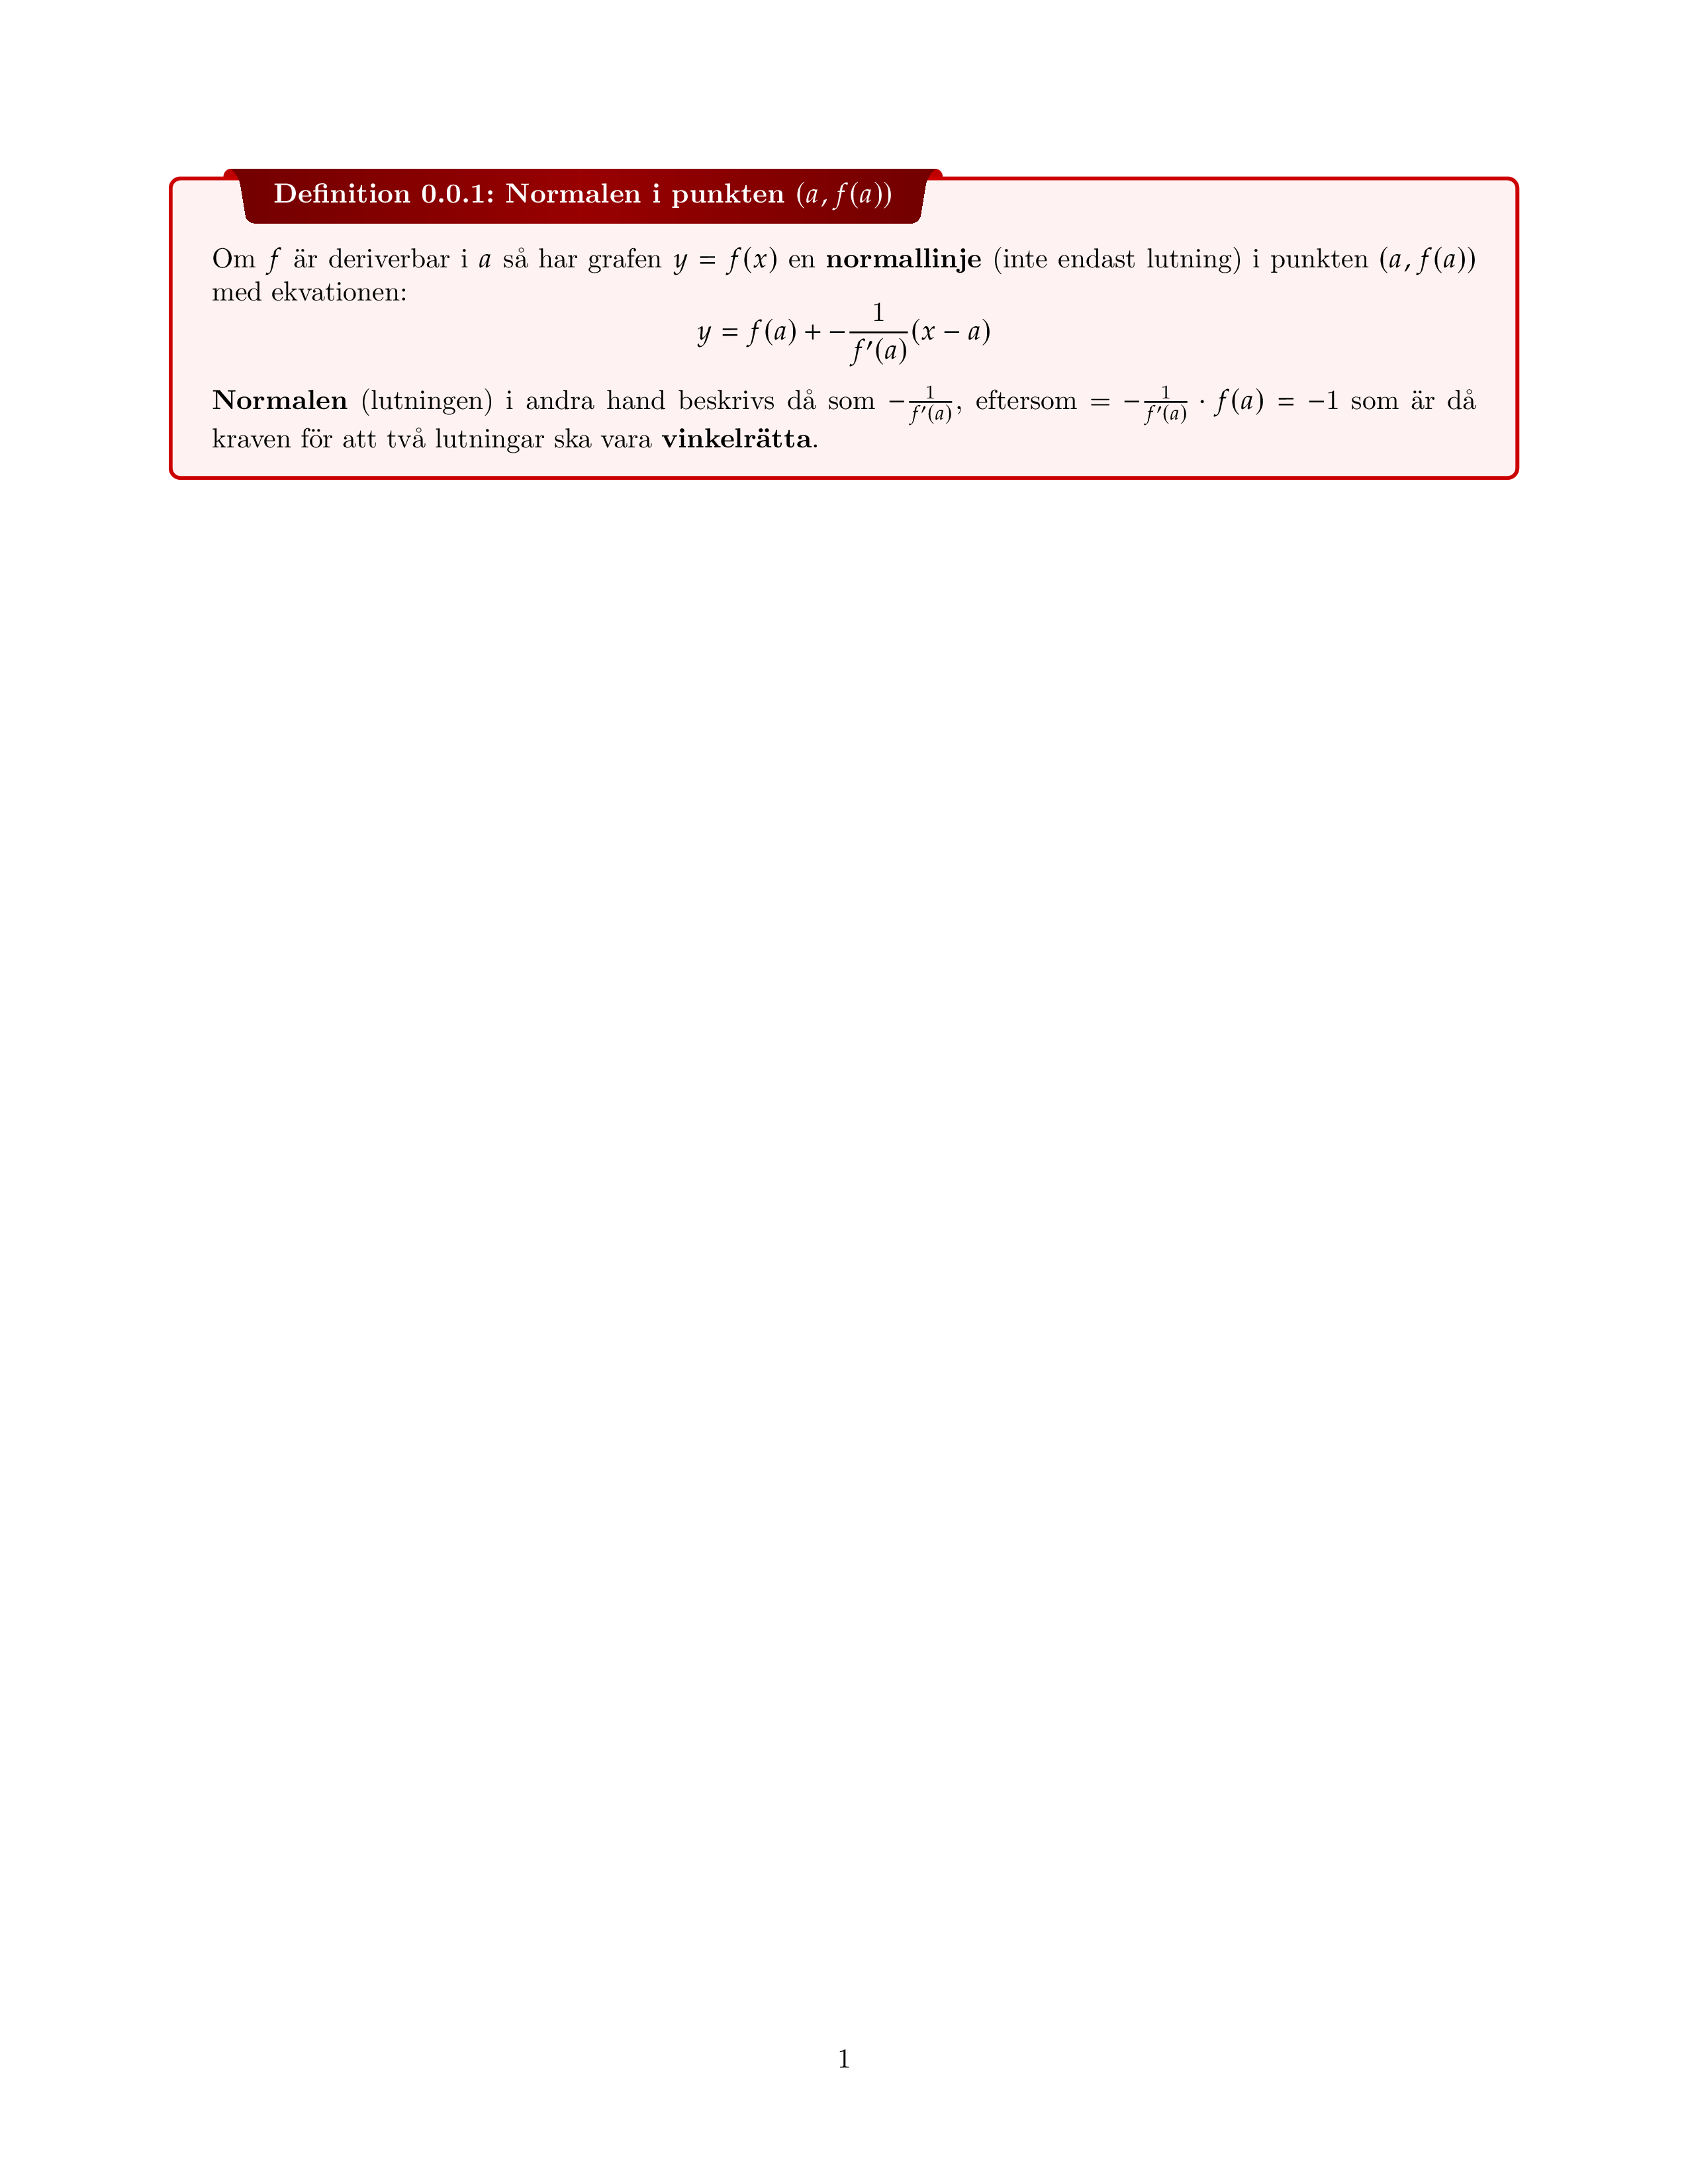 Definition 0.0.1: Normalen i punkten (a, f(a))
Om f är deriverbar i a så har grafen y = f(x) en normallinje (inte endast lutning) i punkten (a, f(a))
med ekvationen:
y = f(a) + −\frac{1}{f′(a)}(x − a)
Normalen (lutningen) i andra hand beskrivs då som −\frac{1}{f′(a)}, eftersom = −\frac{1}{f′(a)} · f(a) = −1 som är då
kraven för att två lutningar ska vara vinkelrätta.
1